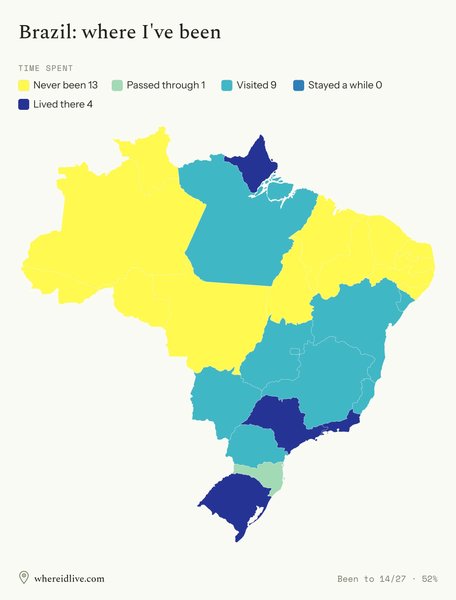 Brazil: where I've been
TIME SPENT
Never been 13 Passed through 1 Visited 9 Stayed a while 0
Lived there 4
whereidlive.com Been to 14/27 · 52%